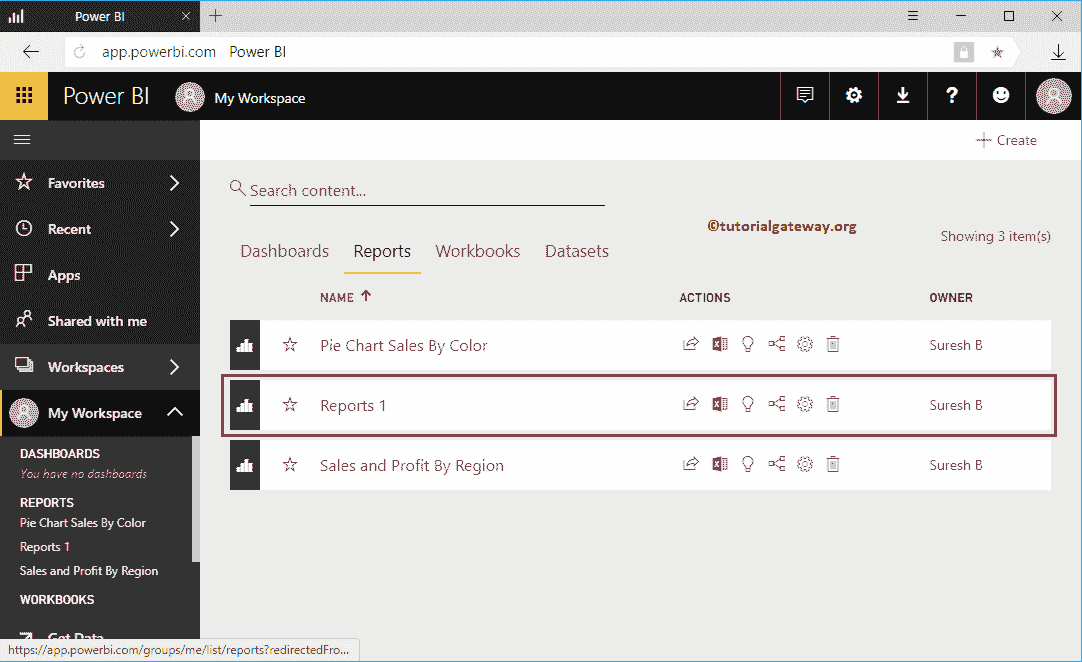 Power BI
app.powerbi.com Power BI
Power BI My Workspace
Create
Favorites
Recent
Apps
Shared with me
Workspaces
My Workspace
DASHBOARDS
You have no dashboards
REPORTS
Pie Chart Sales By Color
Reports 1
Sales and Profit By Region
WORKBOOKS
Get Data
Search content...
©tutorialgateway.org
Showing 3 item(s)
Dashboards Reports Workbooks Datasets
NAME ACTIONS OWNER
Pie Chart Sales By Color Suresh B
Reports 1 Suresh B
Sales and Profit By Region Suresh B
https://app.powerbi.com/groups/me/list/reports?redirectedFro...